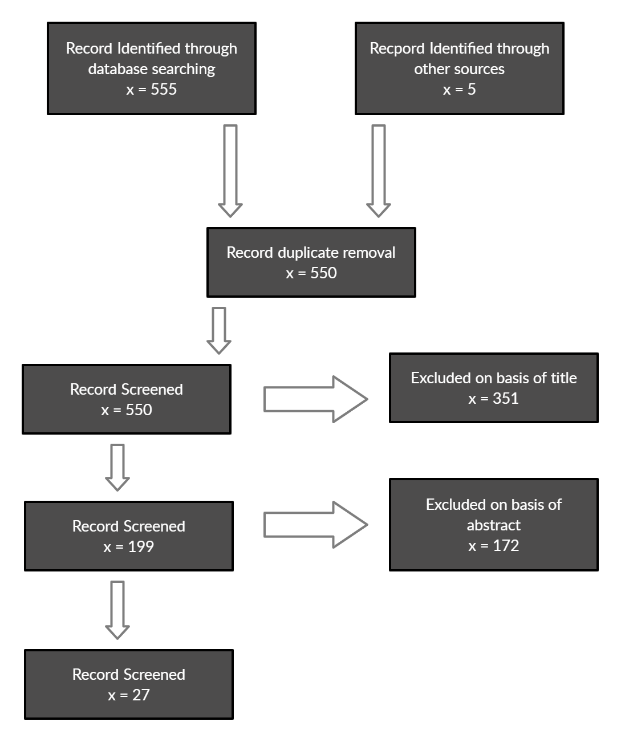 Record Identified through
database searching
x = 555
Recpord Identified through
other sources
x = 5
Record duplicate removal
x = 550
Record Screened
x = 550
Excluded on basis of title
x = 351
Record Screened
x = 199
Excluded on basis of
abstract
x = 172
Record Screened
x = 27